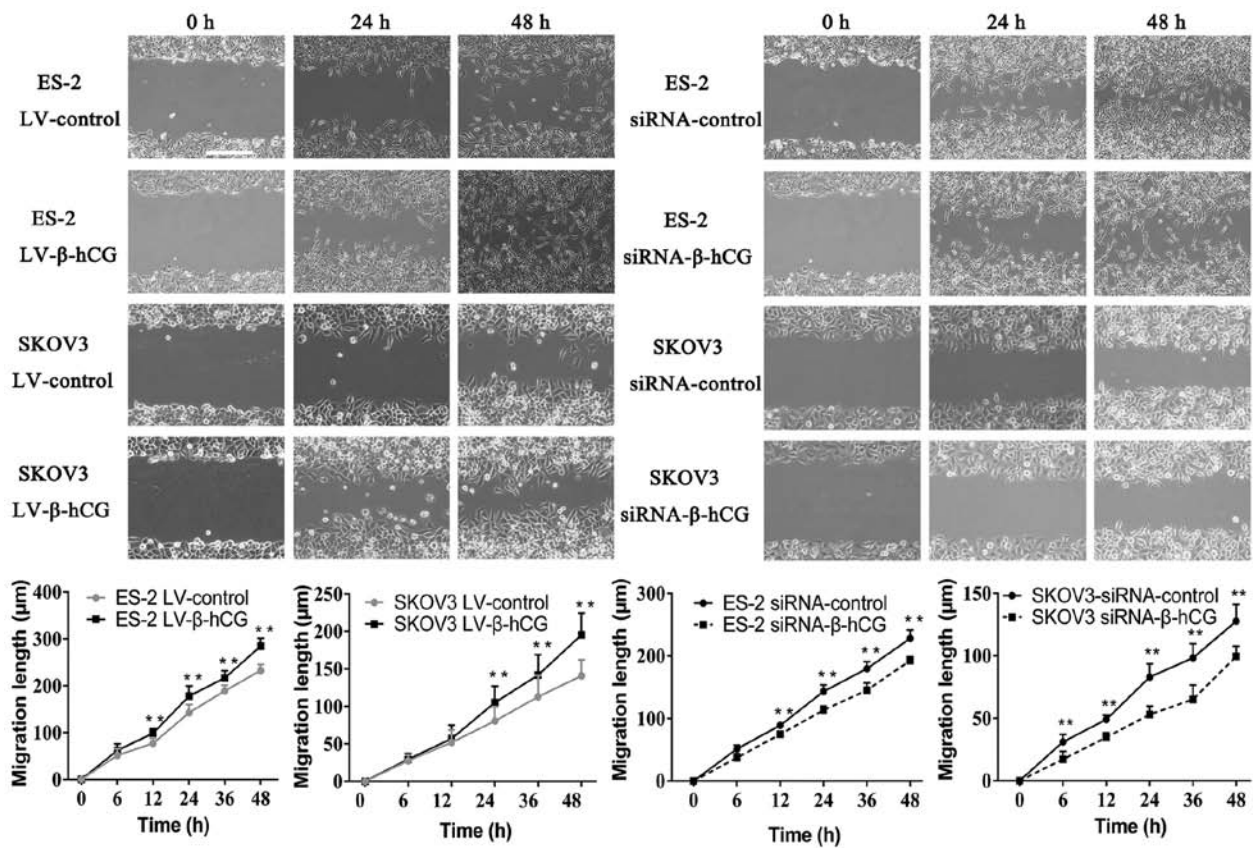 0 h 24 h 48 h
ES-2
LV-control
ES-2
LV-β-hCG
SKOV3
LV-control
SKOV3
LV-β-hCG
0 h 24 h 48 h
ES-2
siRNA-control
ES-2
siRNA-β-hCG
SKOV3
siRNA-control
SKOV3
siRNA-β-hCG
Migration length (μm)
400
300
200
100
0
ES-2 LV-control
ES-2 LV-β-hCG
** ** ** **
0 6 12 24 36 48
Time (h)
Migration length (μm)
250
200
150
100
50
0
SKOV3 LV-control
SKOV3 LV-β-hCG
** ** **
0 6 12 24 36 48
Time (h)
Migration length (μm)
300
200
100
0
ES-2 siRNA-control
ES-2 siRNA-β-hCG
** ** ** **
0 6 12 24 36 48
Time (h)
Migration length (μm)
150
100
50
0
SKOV3-siRNA-control
SKOV3 siRNA-β-hCG
** ** ** ** **
0 6 12 24 36 48
Time (h)